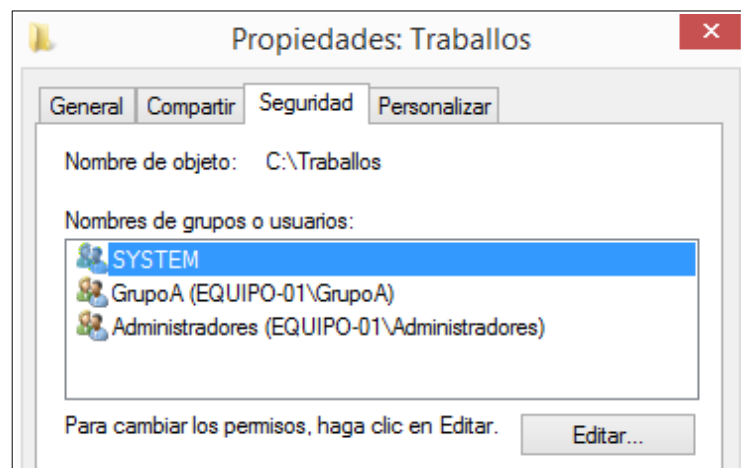 Propiedades: Traballos
General Compartir Seguridad Personalizar
Nombre de objeto: C:\Traballos
Nombres de grupos o usuarios:
SYSTEM
GrupoA (EQUIPO-01\GrupoA)
Administradores (EQUIPO-01\Administradores)
Para cambiar los permisos, haga clic en Editar. Editar...